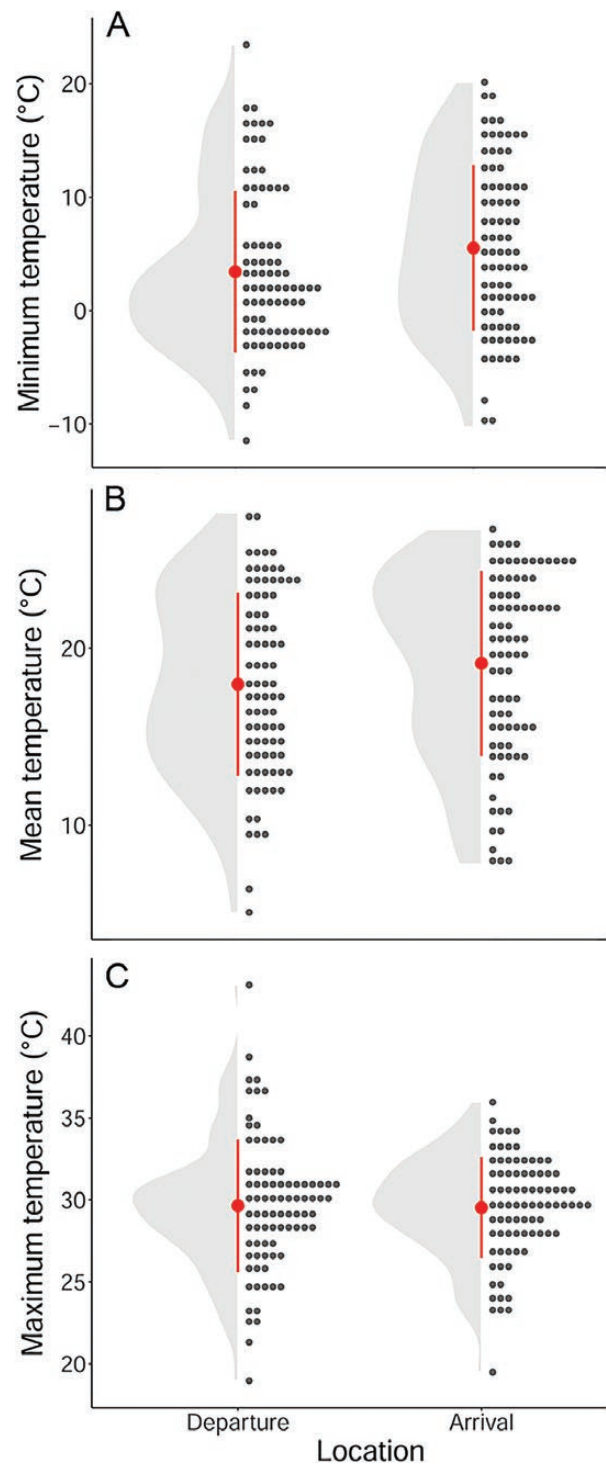 A
Minimum temperature (°C)
20
10
0
−10
B
Mean temperature (°C)
20
10
C
Maximum temperature (°C)
40
35
30
25
20
Departure
Arrival
Location